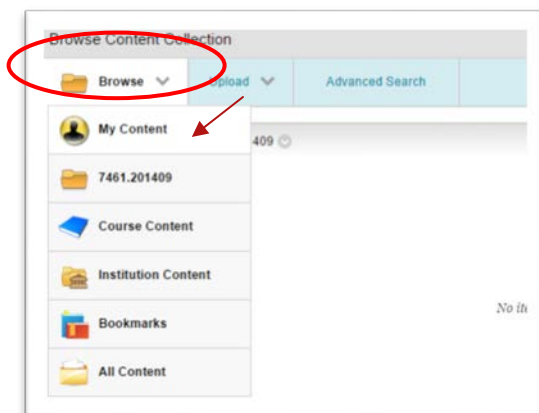 Browse Content Collection
Browse Upload Advanced Search
My Content
409
7461.201409
Course Content
Institution Content
No
Bookmarks
All Content